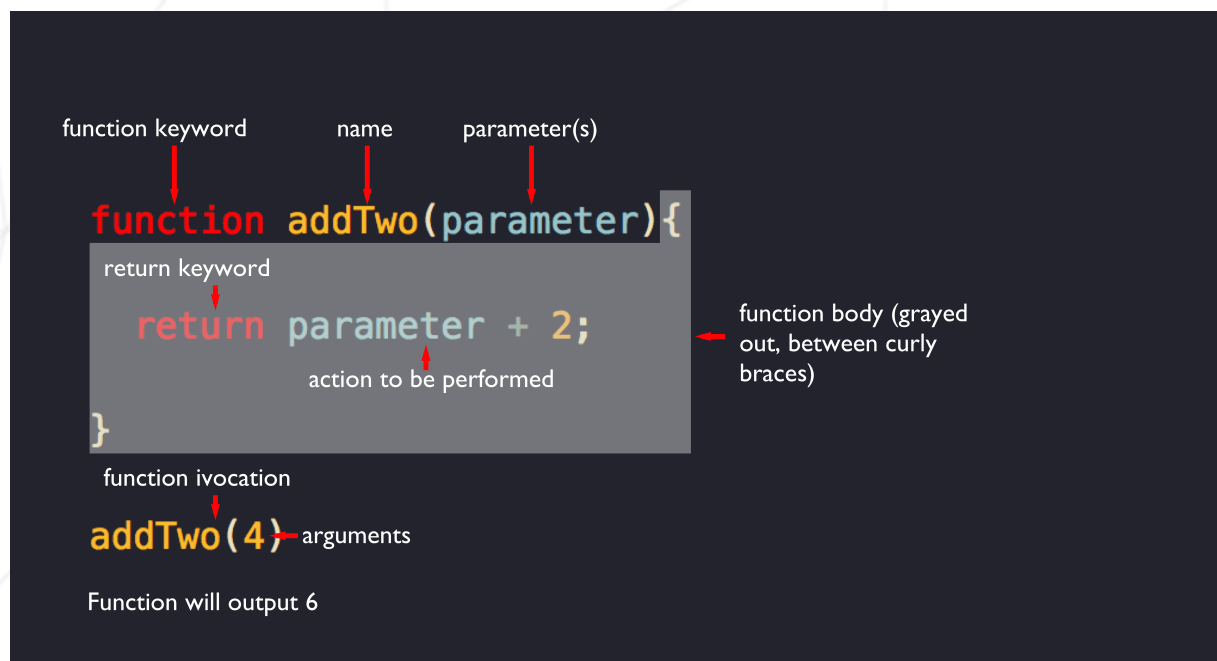 function keyword name parameter(s)
function addTwo(parameter){
return keyword
return parameter + 2;
action to be performed
function body (grayed
out, between curly
braces)
}
function ivocation
addTwo(4) arguments
Function will output 6